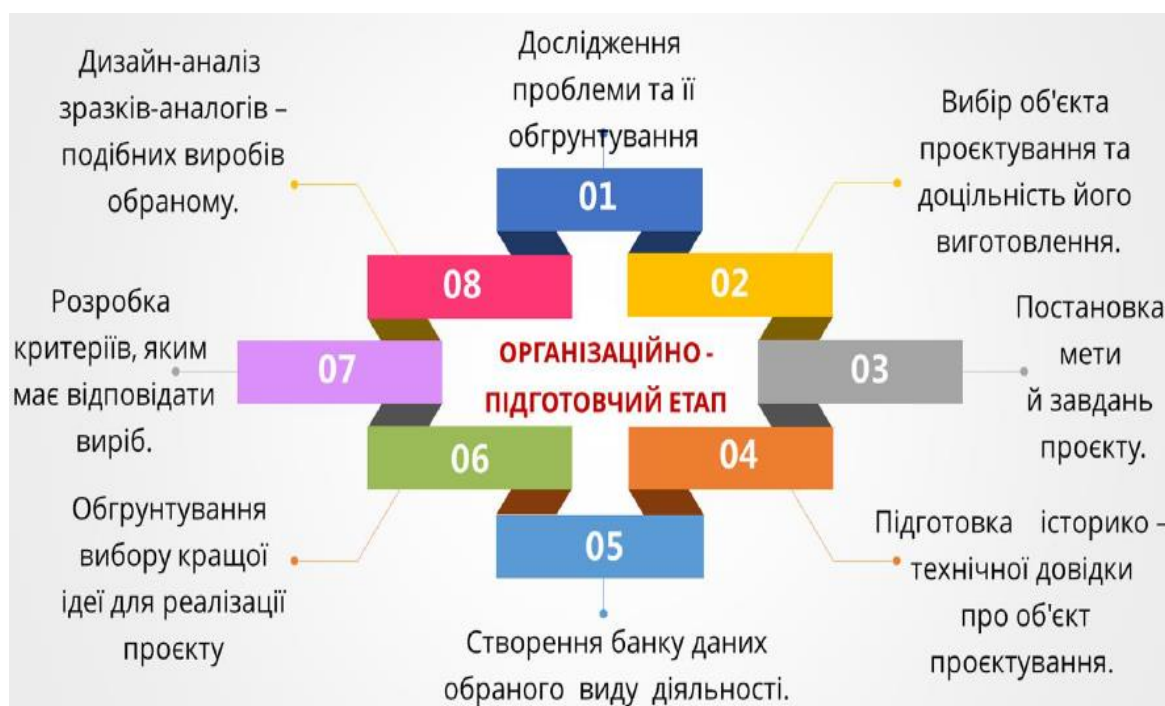 Дослідження
проблеми та її
обгрунтування
01
Вибір об'єкта
проєктування та
доцільність його
виготовлення.
02
Постановка
мети
й завдань
проєкту.
03
Підготовка історико –
технічної довідки
про об'єкт
проєктування.
04
05
Створення банку даних
обраного виду діяльності.
06
Обгрунтування
вибору кращої
ідеї для реалізації
проєкту
07
Розробка
критеріїв, яким
має відповідати
виріб.
08
Дизайн-аналіз
зразків-аналогів –
подібних виробів
обраному.
ОРГАНІЗАЦІЙНО -
ПІДГОТОВЧИЙ ЕТАП